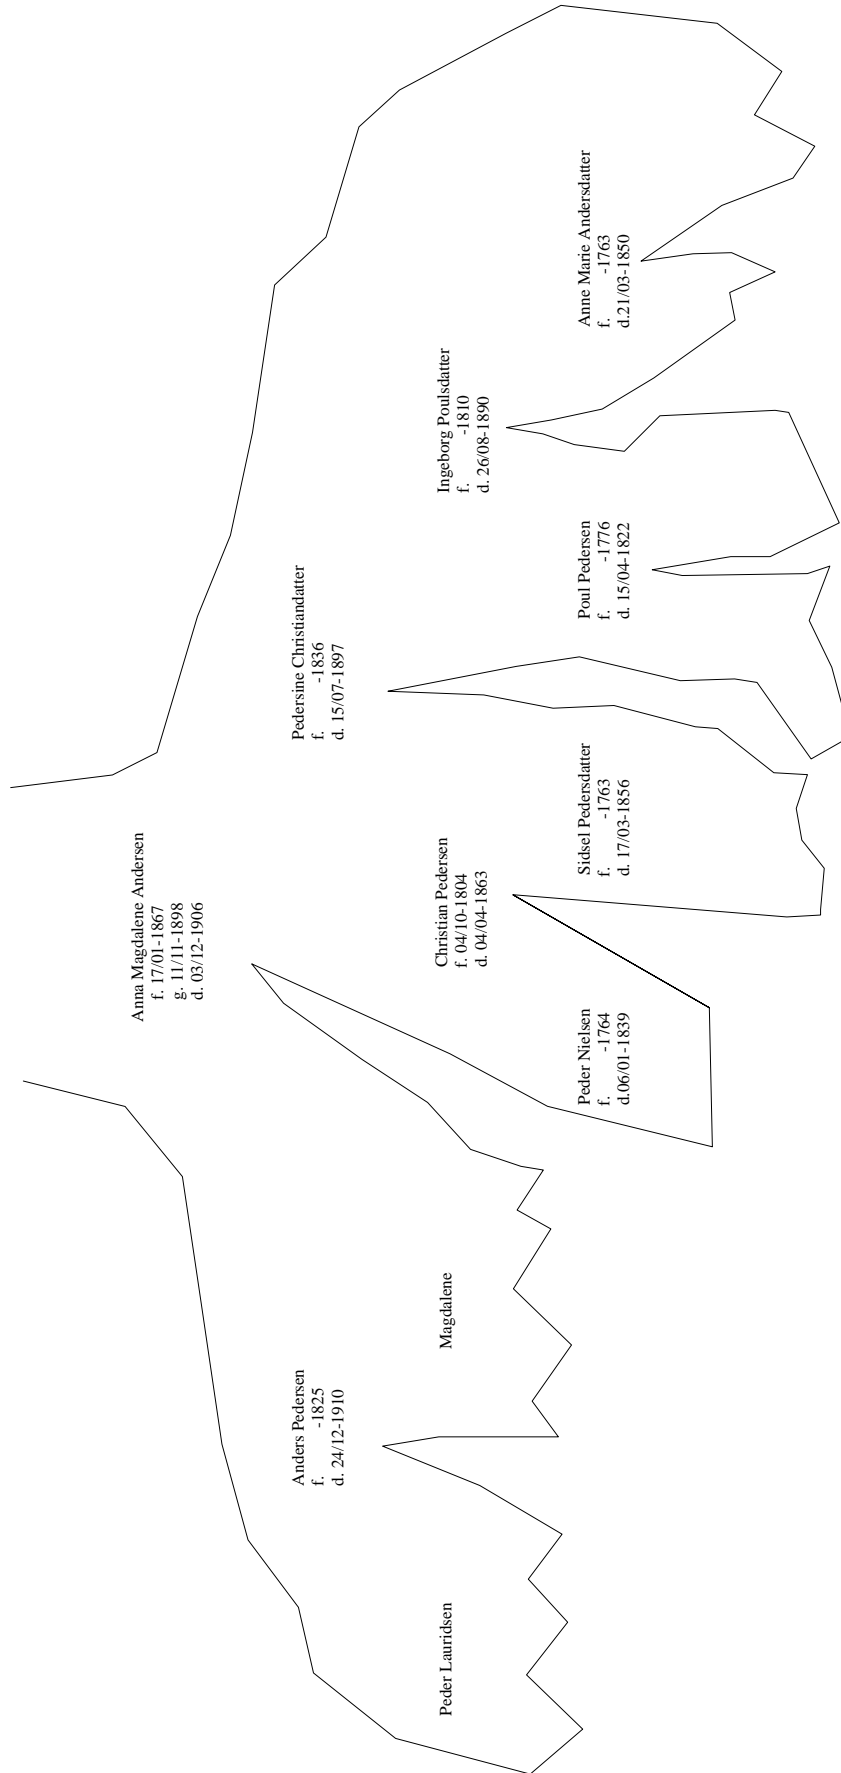 Anna Magdalene Andersen
f. 17/01-1867
g. 11/11-1898
d. 03/12-1906
Anders Pedersen
f. -1825
d. 24/12-1910
Pedersine Christiandatter
f. -1836
d. 15/07-1897
Peder Lauridsen
Magdalene
Christian Pedersen
f. 04/10-1804
d. 04/04-1863
Ingeborg Poulsdatter
f. -1810
d. 26/08-1890
Peder Nielsen
f. -1764
d.06/01-1839
Sidsel Pedersdatter
f. -1763
d. 17/03-1856
Poul Pedersen
f. -1776
d. 15/04-1822
Anne Marie Andersdatter
f. -1763
d.21/03-1850